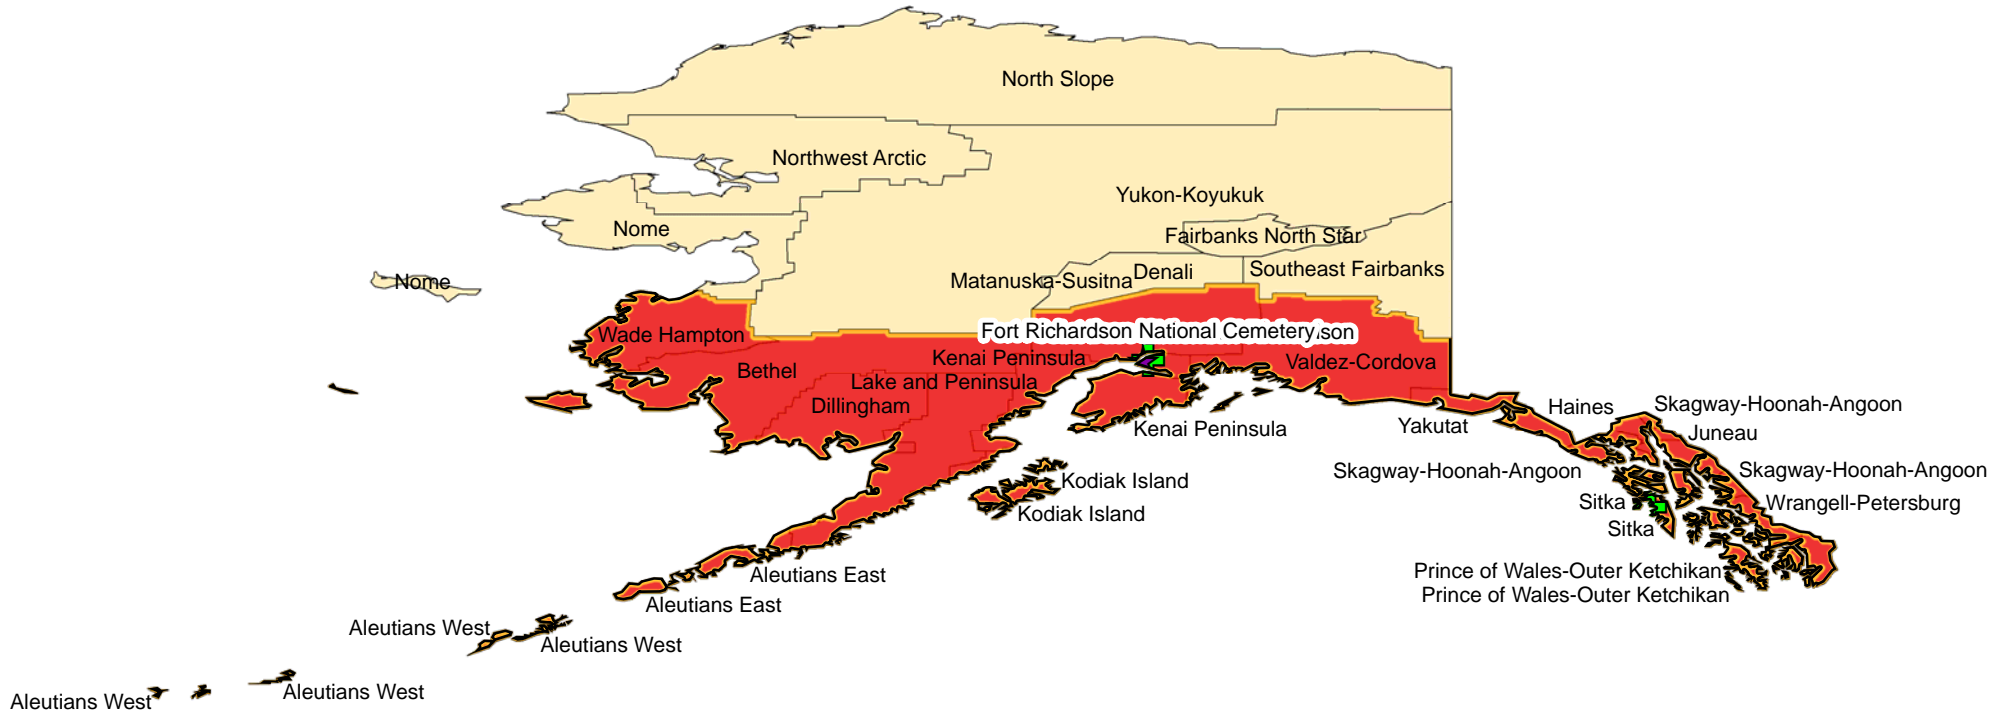 North Slope
Northwest Arctic
Yukon-Koyukuk
Nome
Fairbanks North Star
Southeast Fairbanks
Denali
Matanuska-Susitna
Nome
Fort Richardson National Cemetery
son
Wade Hampton
Kenai Peninsula
Valdez-Cordova
Bethel
Lake and Peninsula
Dillingham
Haines
Skagway-Hoonah-Angoon
Yakutat
Kenai Peninsula
Juneau
Skagway-Hoonah-Angoon
Skagway-Hoonah-Angoon
Kodiak Island
Sitka
Wrangell-Petersburg
Kodiak Island
Sitka
Prince of Wales-Outer Ketchikan
Aleutians East
Prince of Wales-Outer Ketchikan
Aleutians East
Aleutians West
Aleutians West
Aleutians West
Aleutians West